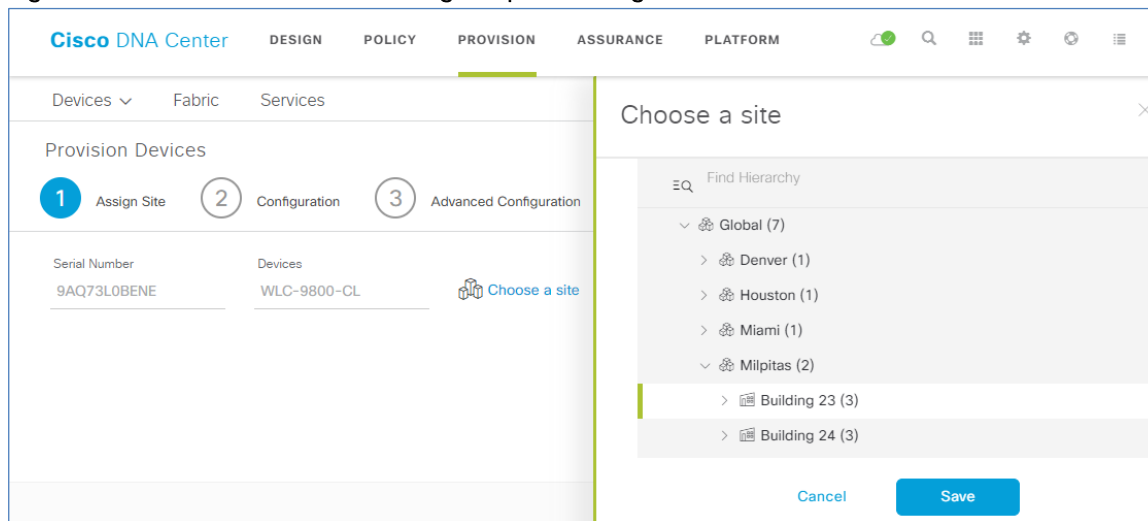 Cisco DNA Center DESIGN POLICY PROVISION ASSURANCE PLATFORM
Devices Fabric Services
Provision Devices
1 Assign Site 2 Configuration 3 Advanced Configuration
Serial Number Devices
9AQ73L0BENE WLC-9800-CL Choose a site
Choose a site
Find Hierarchy
Global (7)
Denver (1)
Houston (1)
Miami (1)
Milpitas (2)
Building 23 (3)
Building 24 (3)
Cancel Save